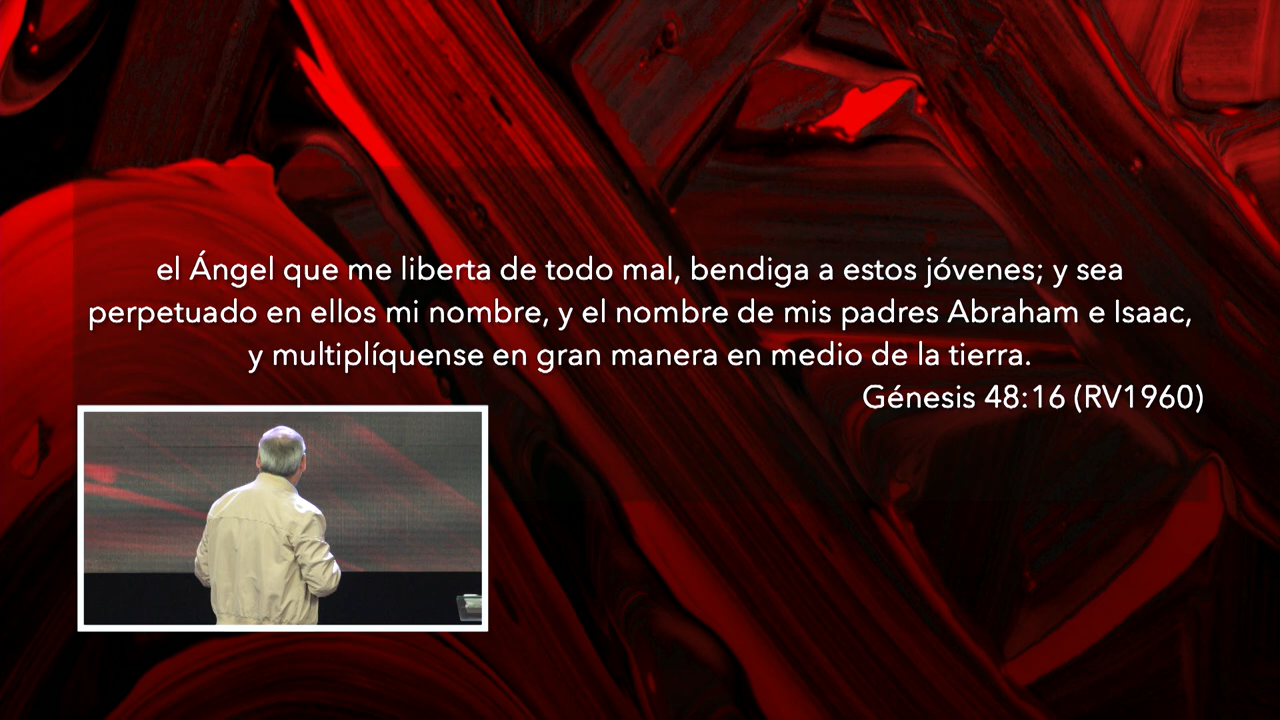 el Ángel que me liberta de todo mal, bendiga a estos jóvenes; y sea
perpetuado en ellos mi nombre, y el nombre de mis padres Abraham e Isaac,
y multiplíquense en gran manera en medio de la tierra.
Génesis 48:16 (RV1960)